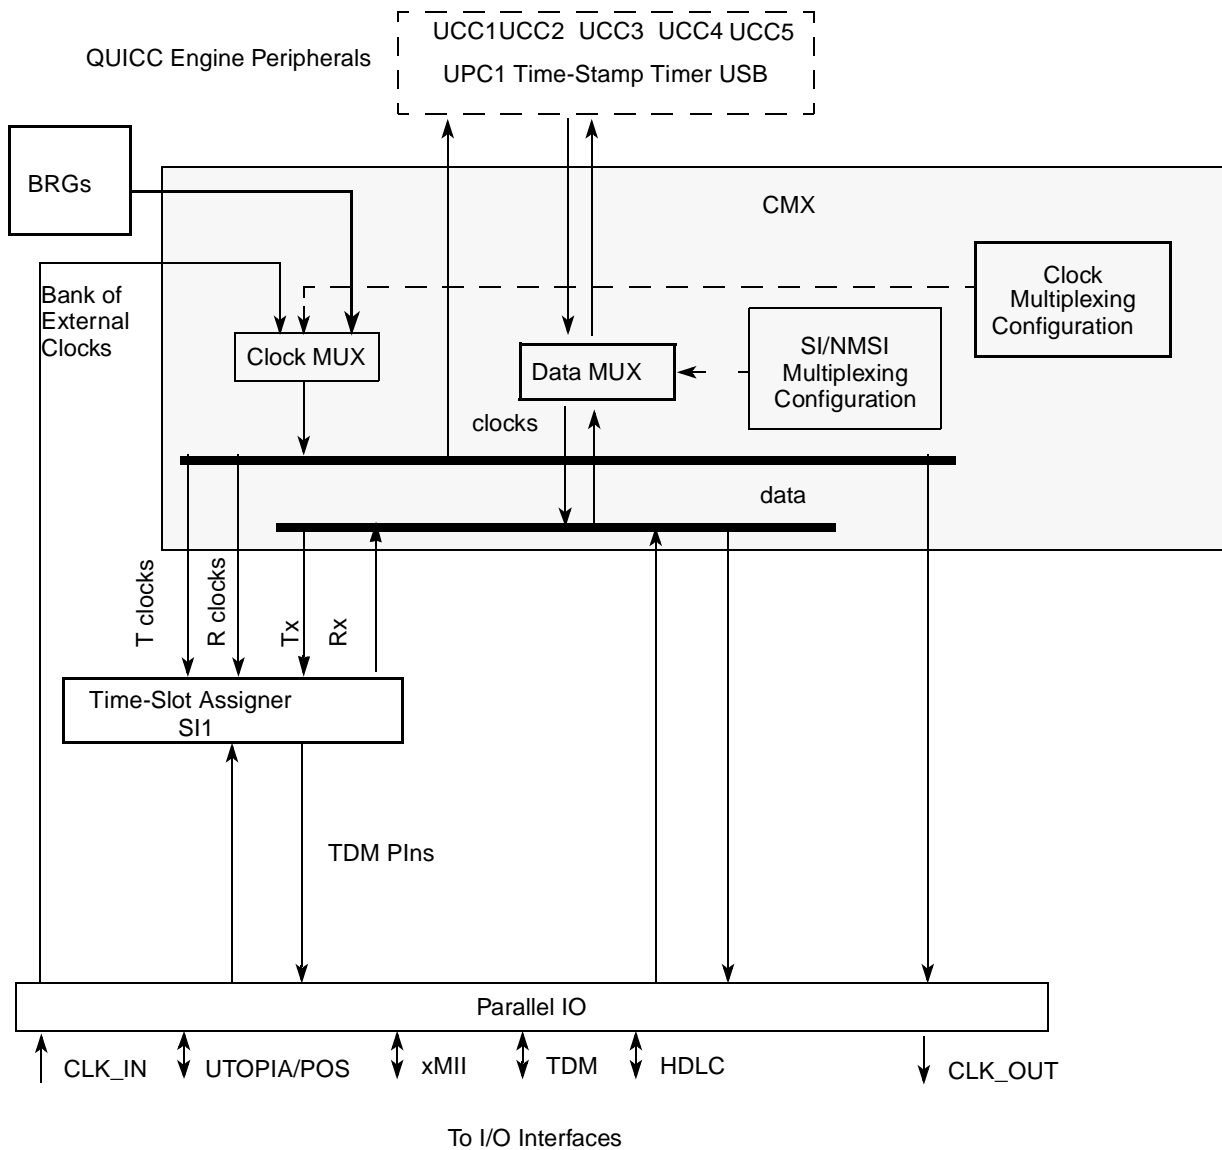 UCC1UCC2 UCC3 UCC4 UCC5
QUICC Engine Peripherals
UPC1 Time-Stamp Timer USB
BRGs
CMX
Bank of
External
Clocks
Clock
Multiplexing
Configuration
Clock MUX
Data MUX
SI/NMSI
Multiplexing
Configuration
clocks
data
T clocks
R clocks
Tx
Rx
Time-Slot Assigner
SI1
TDM PIns
Parallel IO
CLK_IN
UTOPIA/POS
xMII
TDM
HDLC
CLK_OUT
To I/O Interfaces